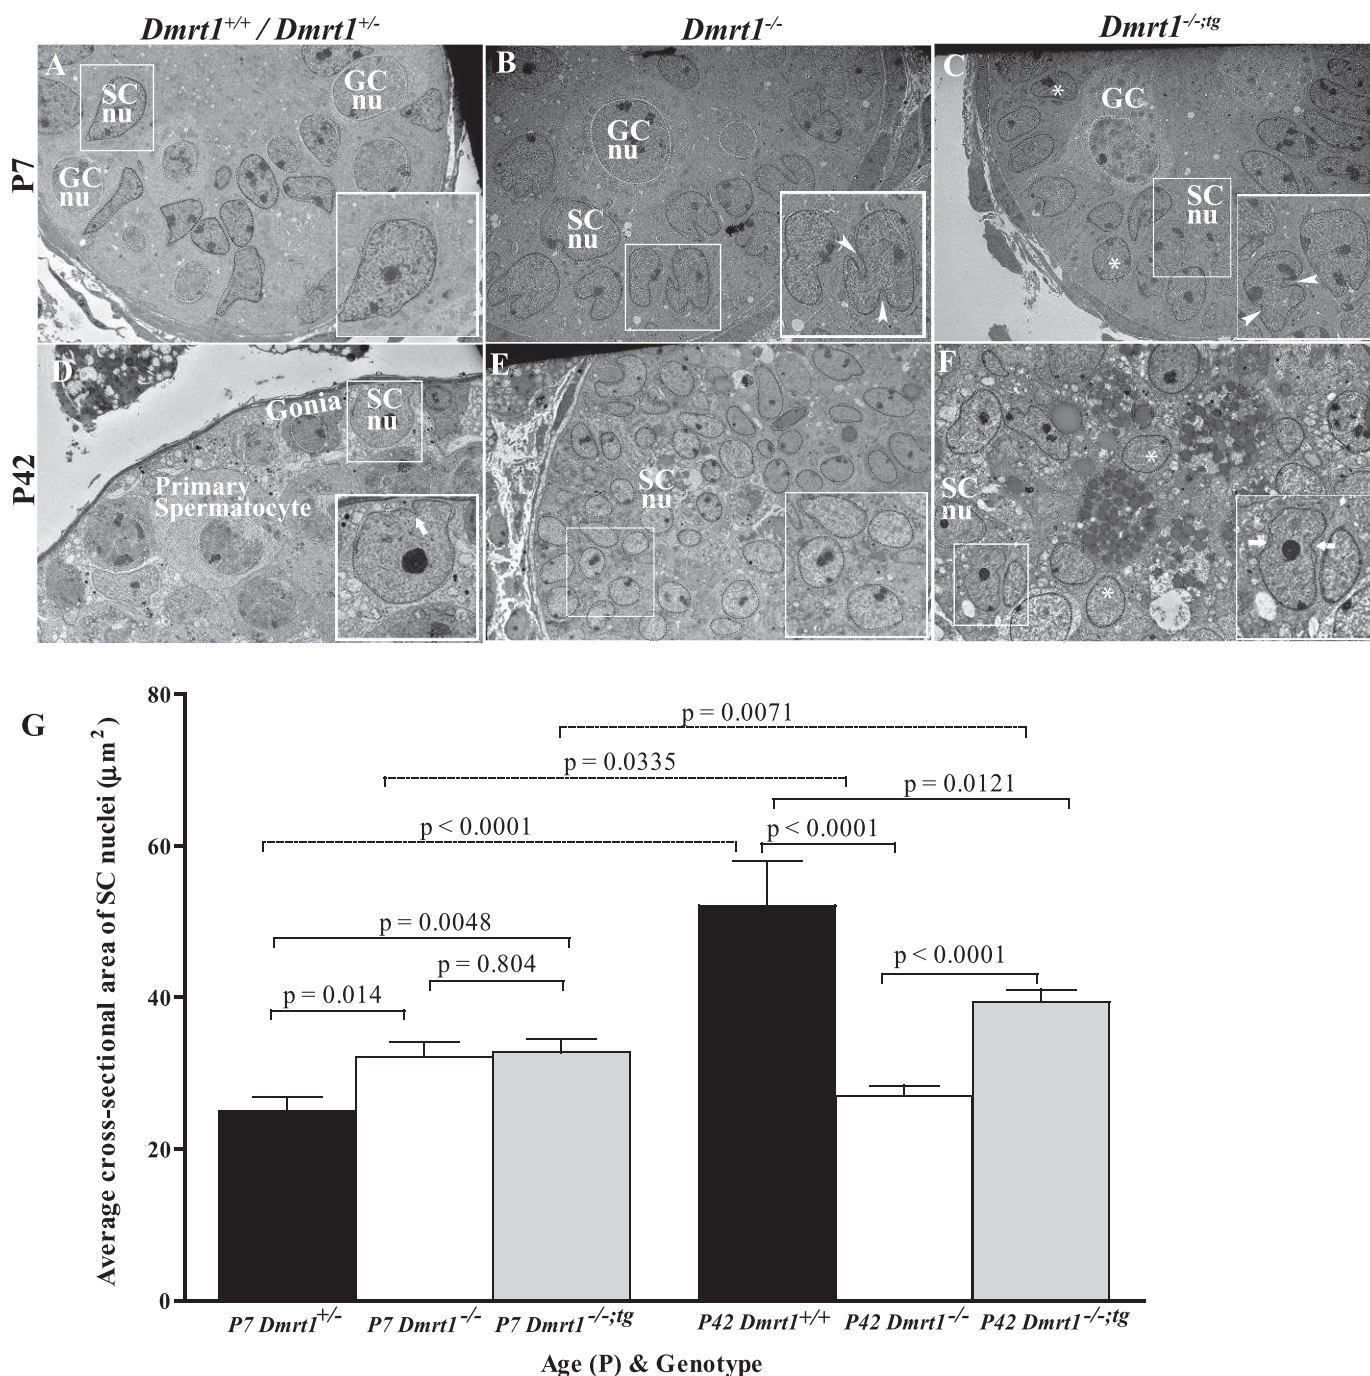 Dmrt1+/+ / Dmrt1+/- Dmrt1-/- Dmrt1-/-;tg
P7
A
SC
nu
GC
nu
GC
nu
B
GC
nu
SC
nu
C
*
GC
SC
nu
*
P42
D
Gonia
SC
nu
Primary
Spermatocyte
E
SC
nu
F
*
SC
nu
*
G
Average cross-sectional area of SC nuclei (μm2)
80
60
40
20
0
p = 0.0071
p = 0.0335
p = 0.0121
p < 0.0001
p < 0.0001
p = 0.0048
p = 0.804
p < 0.0001
p = 0.014
P7 Dmrt1+/- P7 Dmrt1-/- P7 Dmrt1-/-;tg P42 Dmrt1+/+ P42 Dmrt1-/- P42 Dmrt1-/-;tg
Age (P) & Genotype